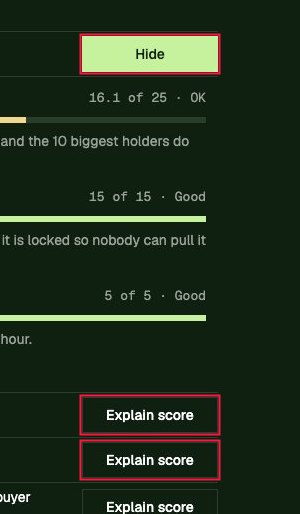 Hide
16.1 of 25 · OK
and the 10 biggest holders do
15 of 15 · Good
it is locked so nobody can pull it
5 of 5 · Good
hour.
Explain score
Explain score
buyer
Explain score